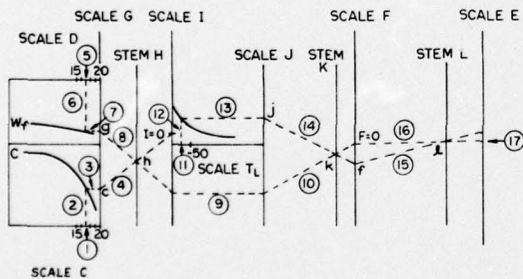 SCALE G SCALE I SCALE F SCALE E
SCALE D
5 STEM H SCALE J STEM K STEM L
15 20
6 7 12 13 j
Wf g 8 I=0 14 F=0 16
C 3 h 11 -50 17
4 SCALE TL k 15 l
2 c 9 10 f
15 20
1
SCALE C